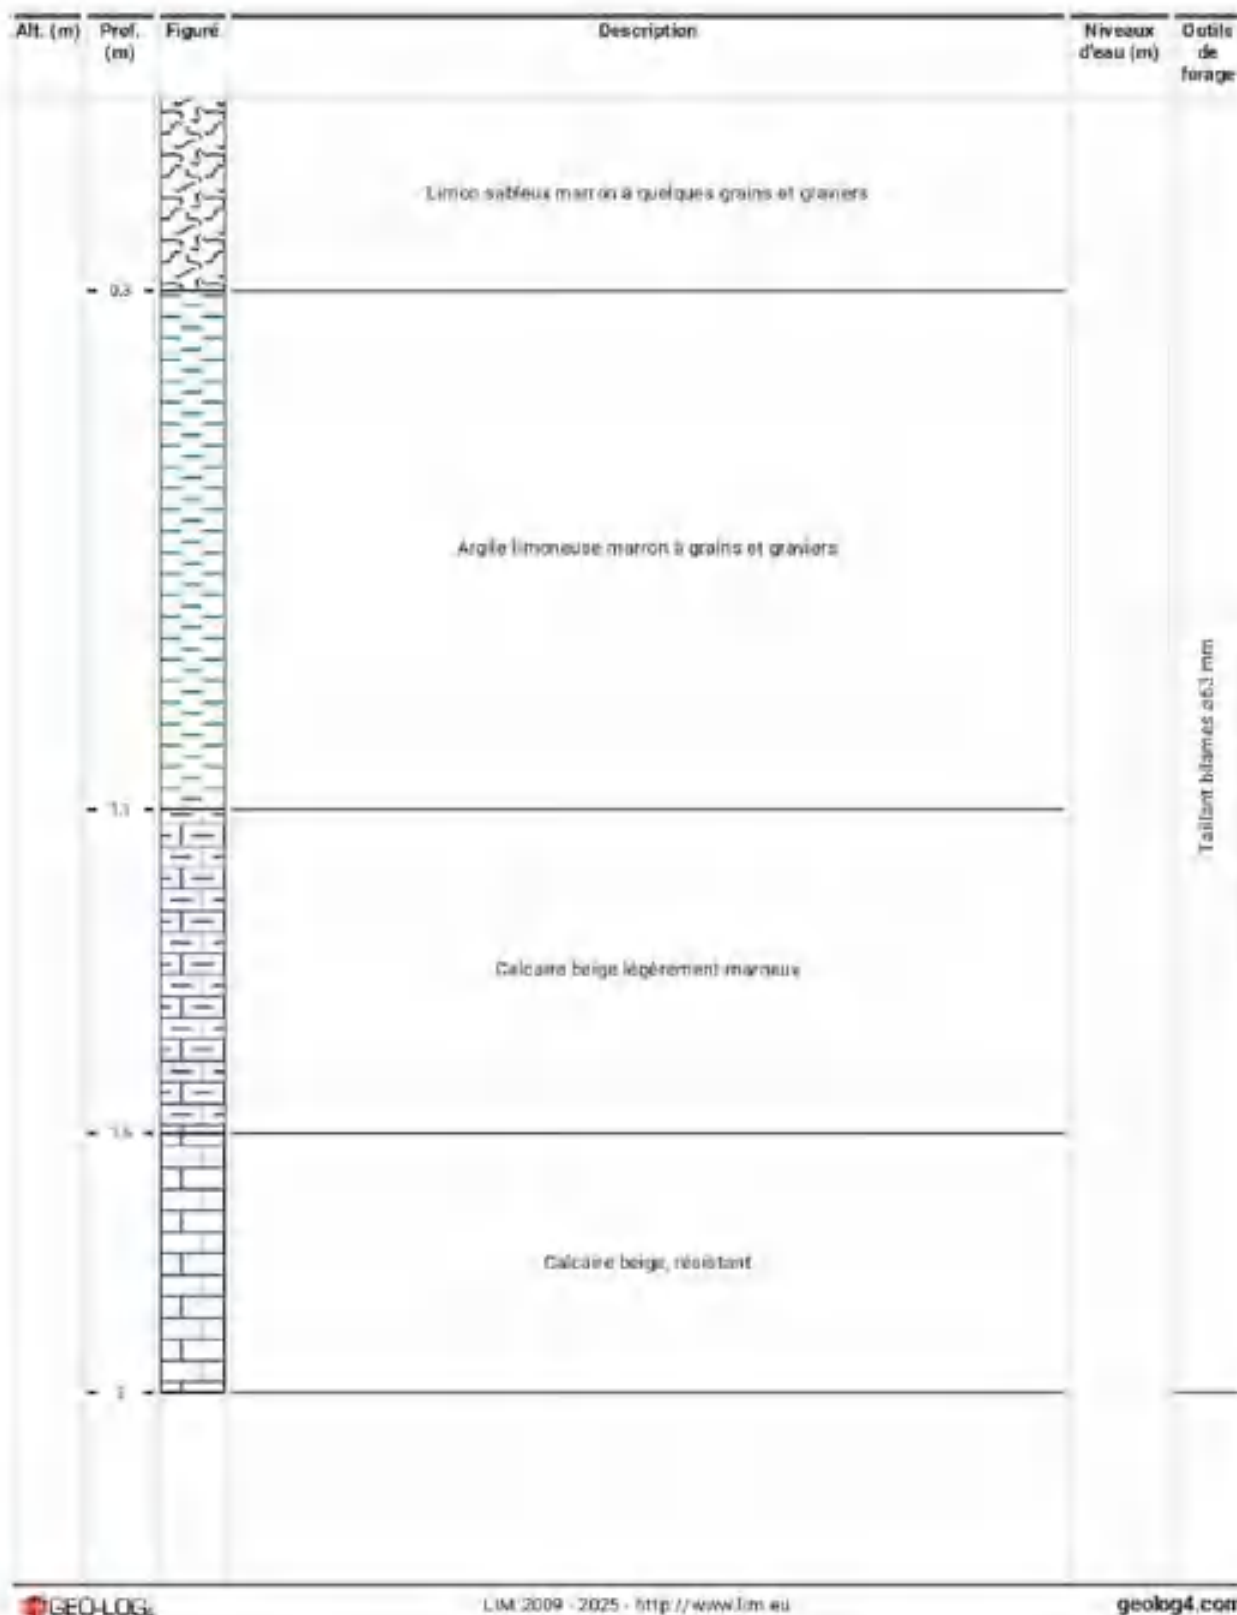 Alt. (m)
Prof.
(m)
Figuré
Description
Niveaux
d'eau (m)
Outils
de
forage
Limon sableux marron à quelques grains et graviers
0.3
Argile limoneuse marron à grains et graviers
Taillant bilames ø63 mm
1.1
Calcaire beige légèrement marneux
1.6
Calcaire beige, résistant
2
GEO-LOG4
LIM 2009 - 2025 - http://www.lim.eu
geolog4.com